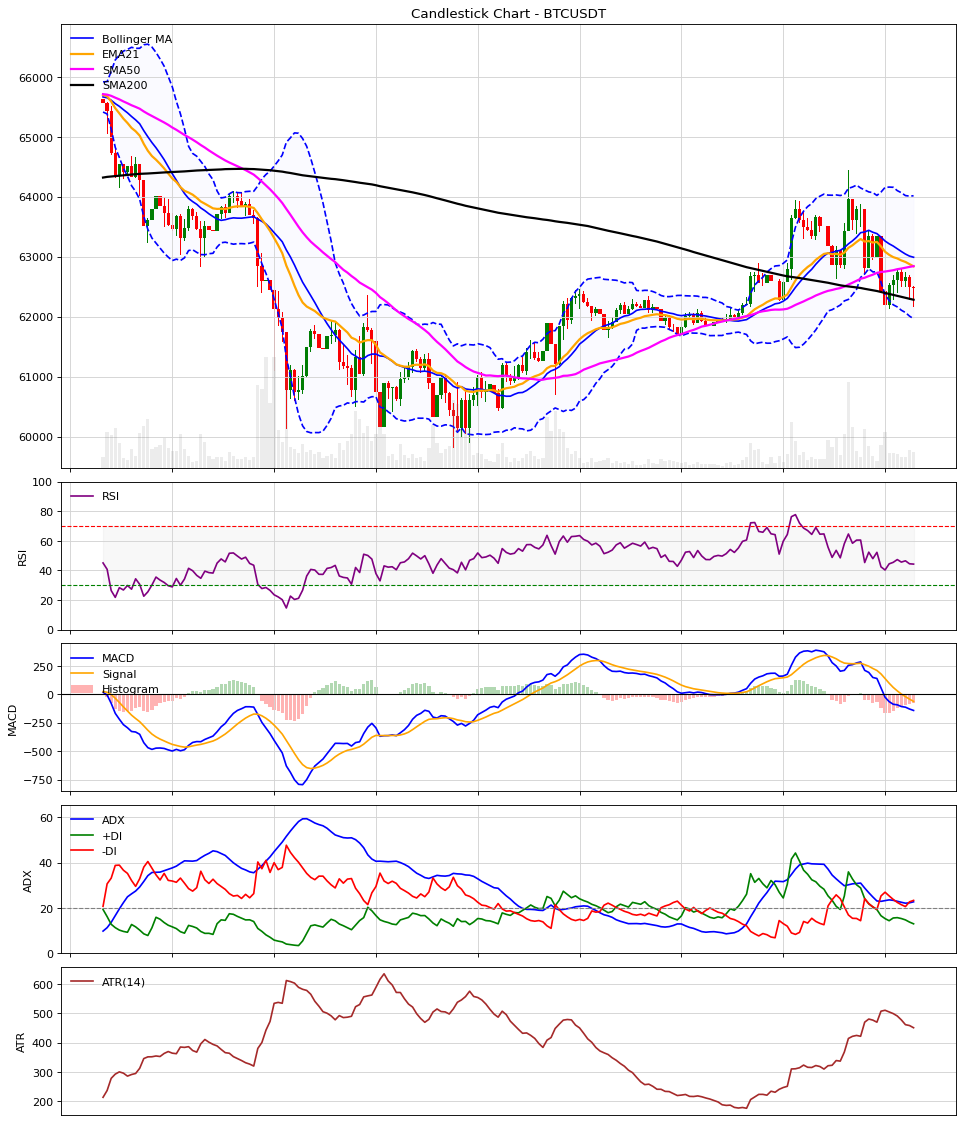 Candlestick Chart - BTCUSDT
Bollinger MA
EMA21
SMA50
SMA200
66000
65000
64000
63000
62000
61000
60000
RSI
100
80
60
40
20
0
RSI
MACD
Signal
Histogram
250
0
−250
−500
−750
MACD
ADX
+DI
-DI
60
40
20
0
ADX
ATR(14)
600
500
400
300
200
ATR